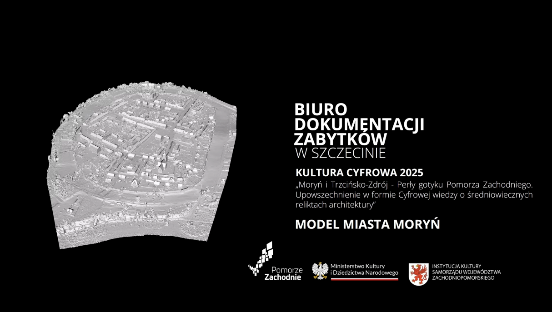 BIURO
DOKUMENTACJI
ZABYTKÓW
W SZCZECINIE
KULTURA CYFROWA 2025
„Moryń i Trzcińsko-Zdrój - Perły gotyku Pomorza Zachodniego.
Upowszechnienie w formie Cyfrowej wiedzy o średniowiecznych
reliktach architektury"
MODEL MIASTA MORYŃ
Pomorze
Zachodnie
Ministerstwo Kultury
i Dziedzictwa Narodowego
INSTYTUCJA KULTURY
SAMORZĄDU WOJEWÓDZTWA
ZACHODNIOPOMORSKIEGO